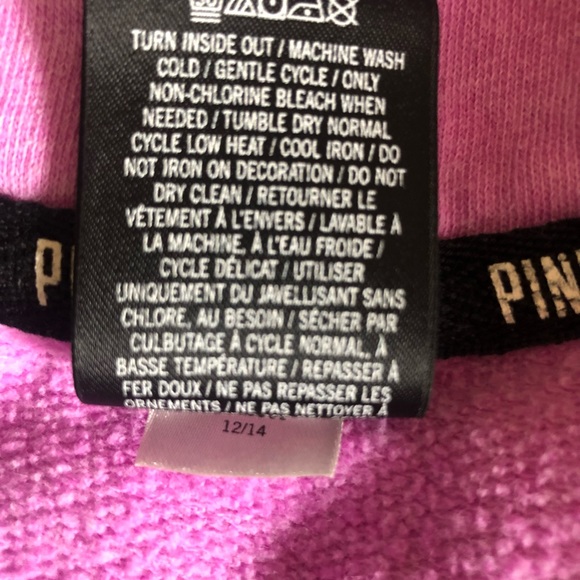 TURN INSIDE OUT / MACHINE WASH
COLD / GENTLE CYCLE / ONLY
NON-CHLORINE BLEACH WHEN
NEEDED / TUMBLE DRY NORMAL
CYCLE LOW HEAT / COOL IRON / DO
NOT IRON ON DECORATION / DO NOT
DRY CLEAN / RETOURNER LE
VÊTEMENT À L'ENVERS / LAVABLE À
LA MACHINE, À L'EAU FROIDE /
CYCLE DÉLICAT / UTILISER
UNIQUEMENT DU JAVELLISANT SANS
CHLORE, AU BESOIN / SÉCHER PAR
CULBUTAGE À CYCLE NORMAL, À
BASSE TEMPÉRATURE / REPASSER À
FER DOUX / NE PAS REPASSER LES
ORNEMENTS / NE PAS NETTOYER À
12/14
P
PIN